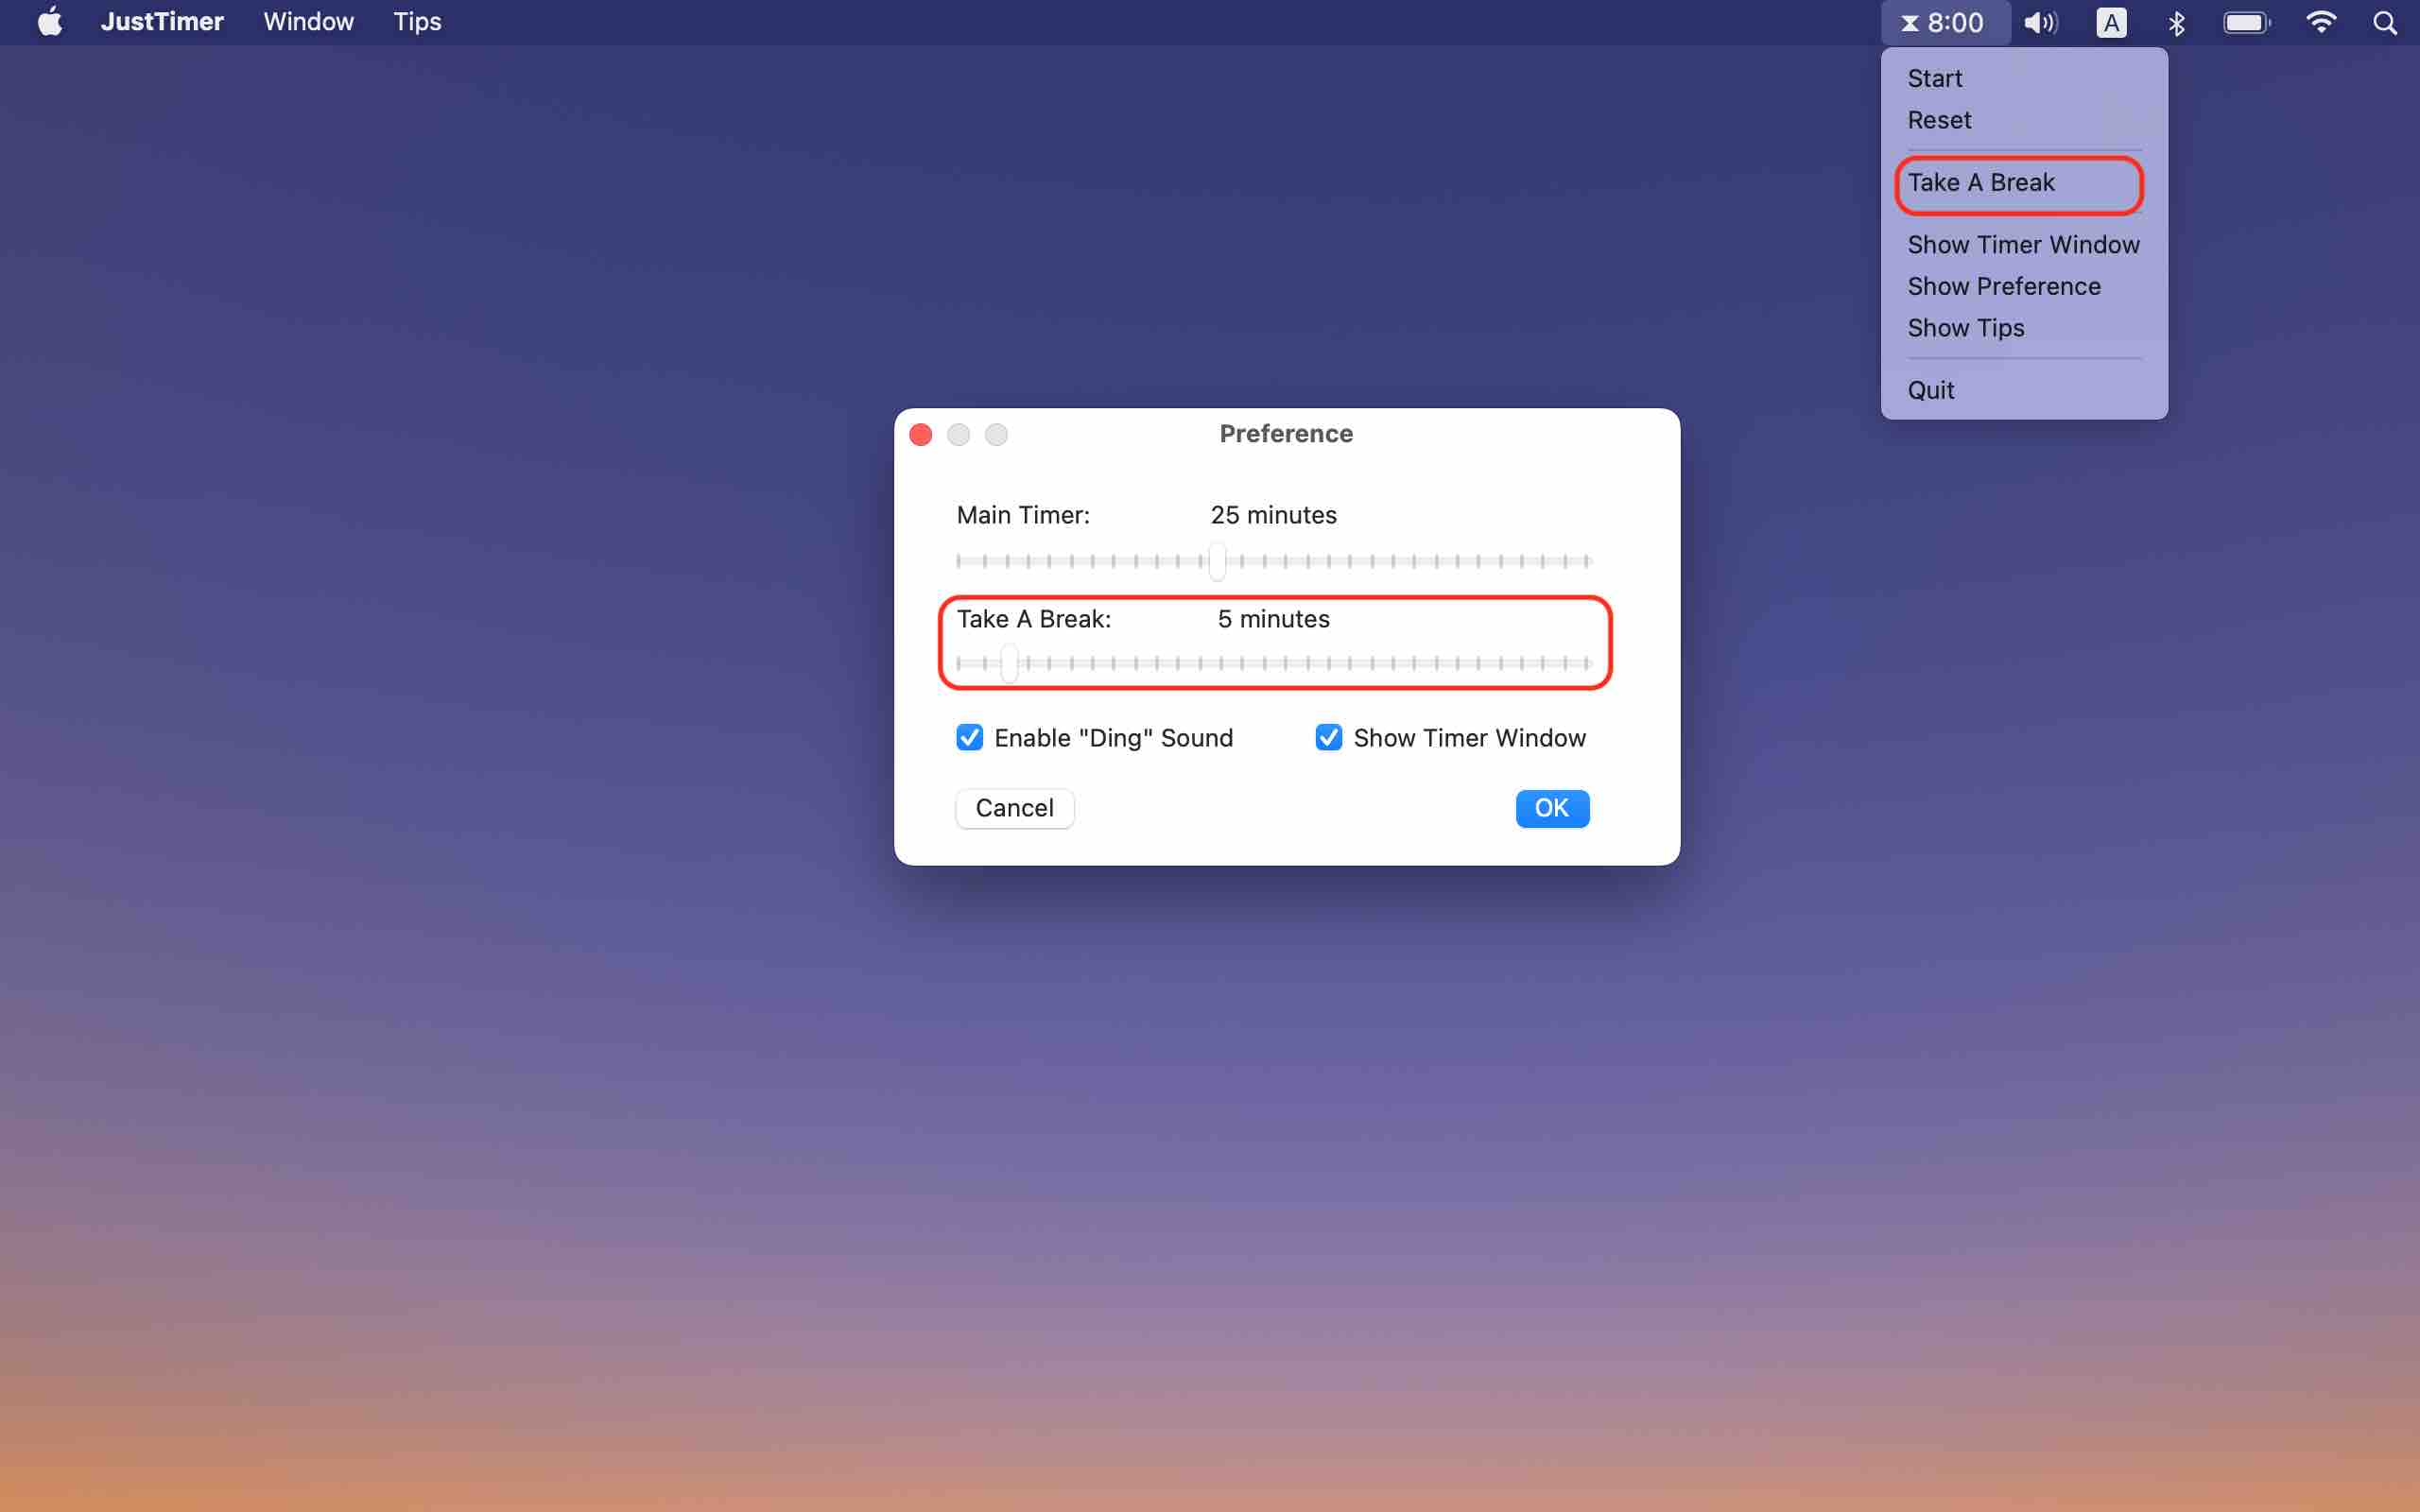 JustTimer Window Tips 8:00 A
Start
Reset
Take A Break
Show Timer Window
Show Preference
Show Tips
Quit
Preference
Main Timer: 25 minutes
Take A Break: 5 minutes
Enable "Ding" Sound Show Timer Window
Cancel OK